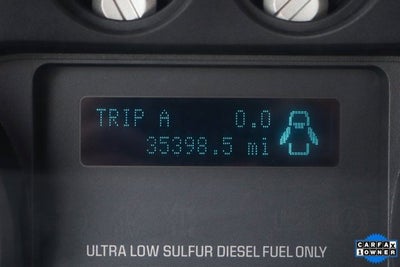 TRIP A 0.0
35398.5 mi
ULTRA LOW SULFUR DIESEL FUEL ONLY
CARFAX
1 OWNER